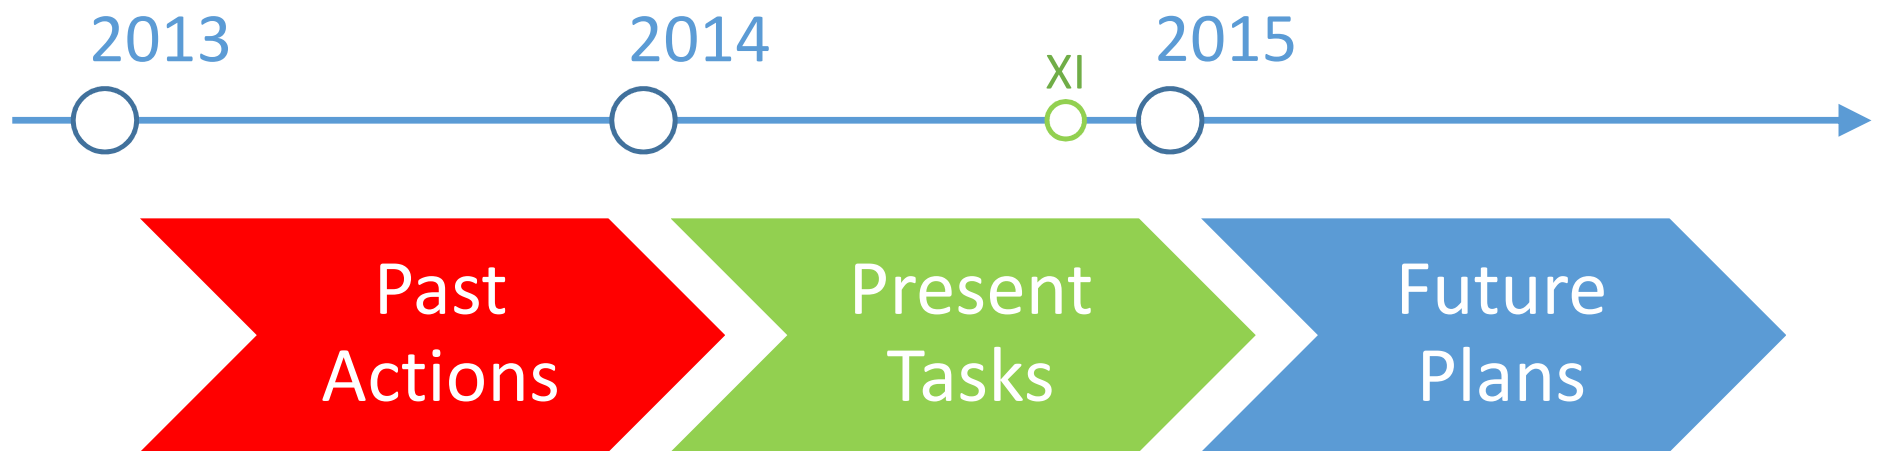 2013
2014
XI
2015
Past
Actions
Present
Tasks
Future
Plans